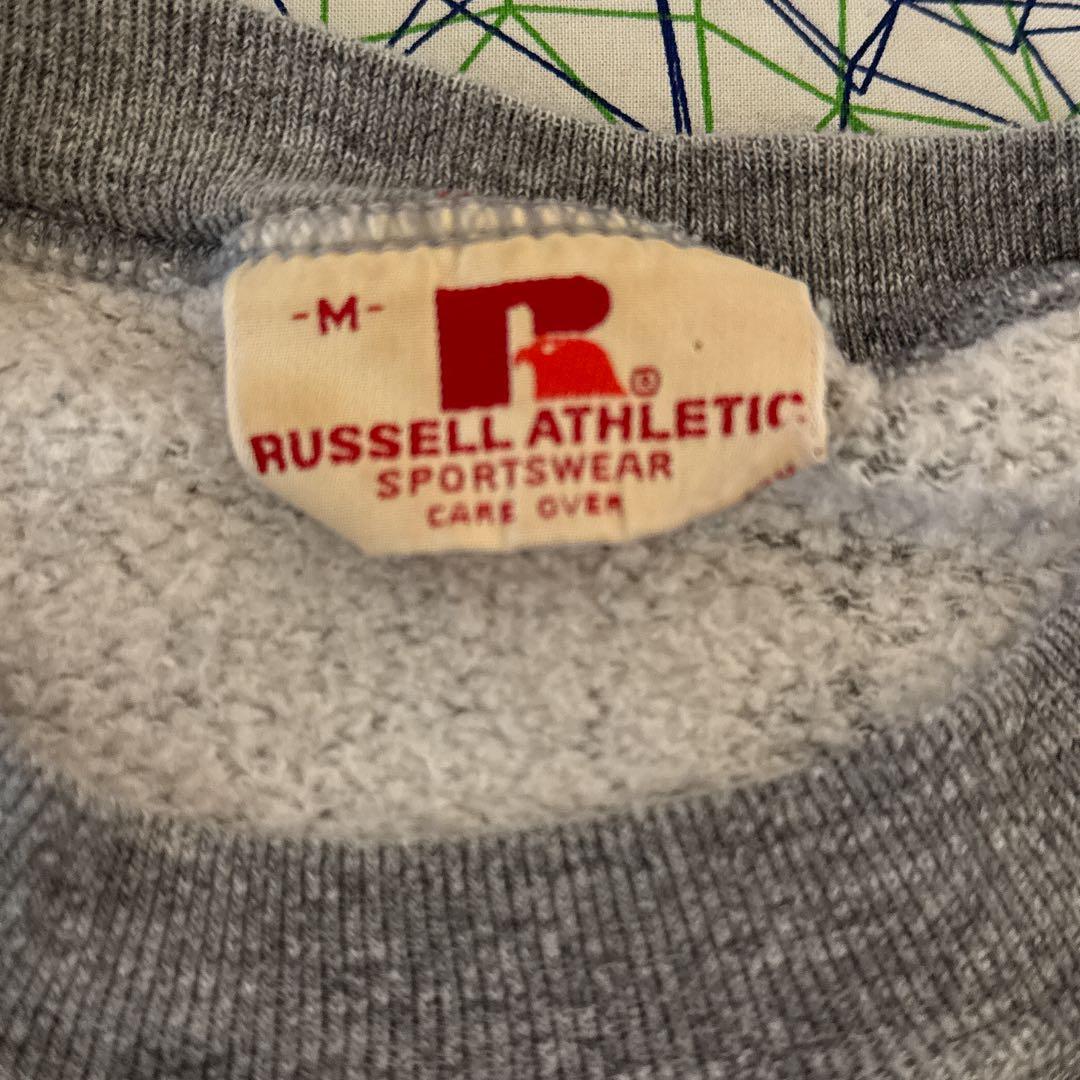 -M-
R®
RUSSELL ATHLETIC
SPORTSWEAR
CARE OVER